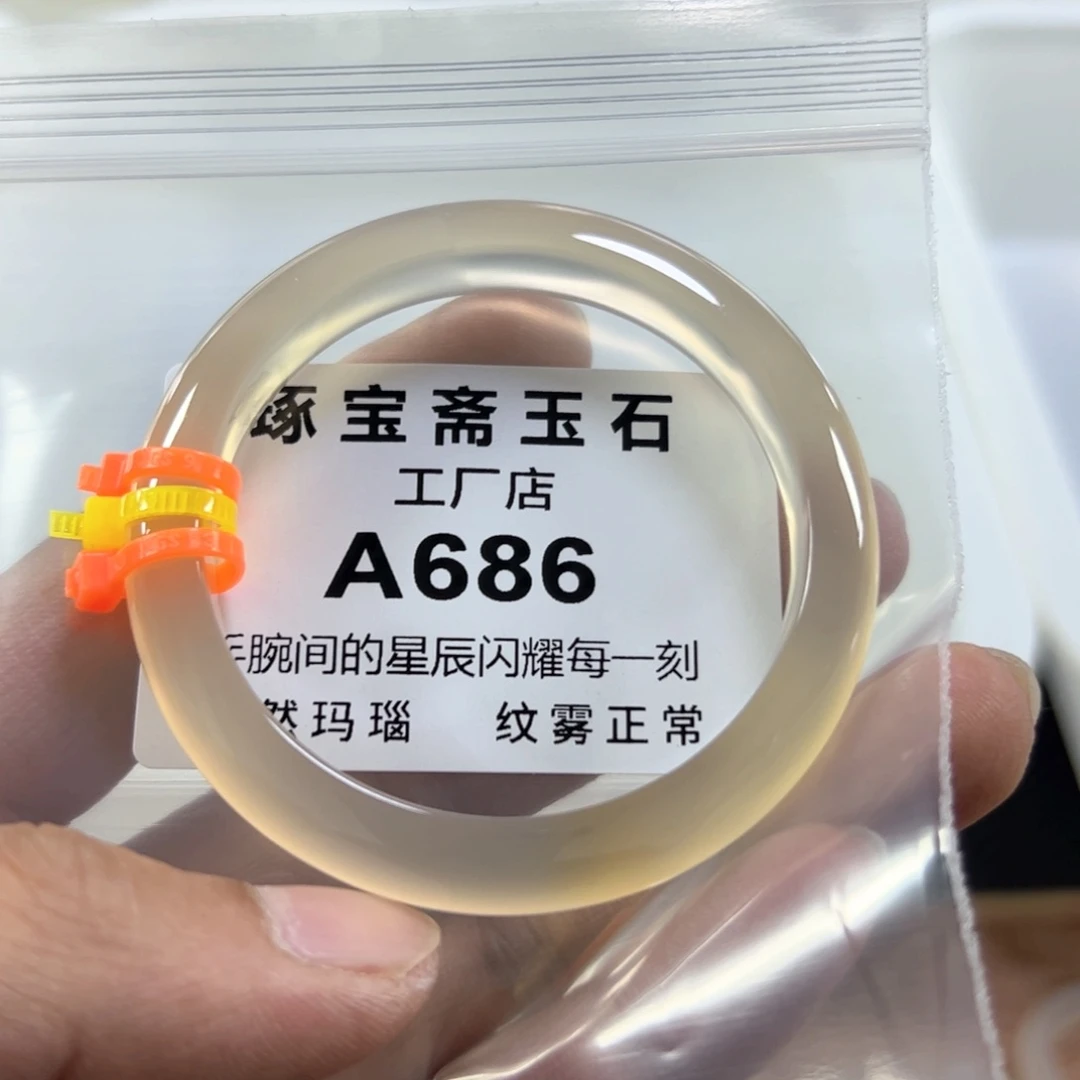 琢宝斋玉石
工厂店
A686
手腕间的星辰闪耀每一刻
然玛瑙 纹雾正常